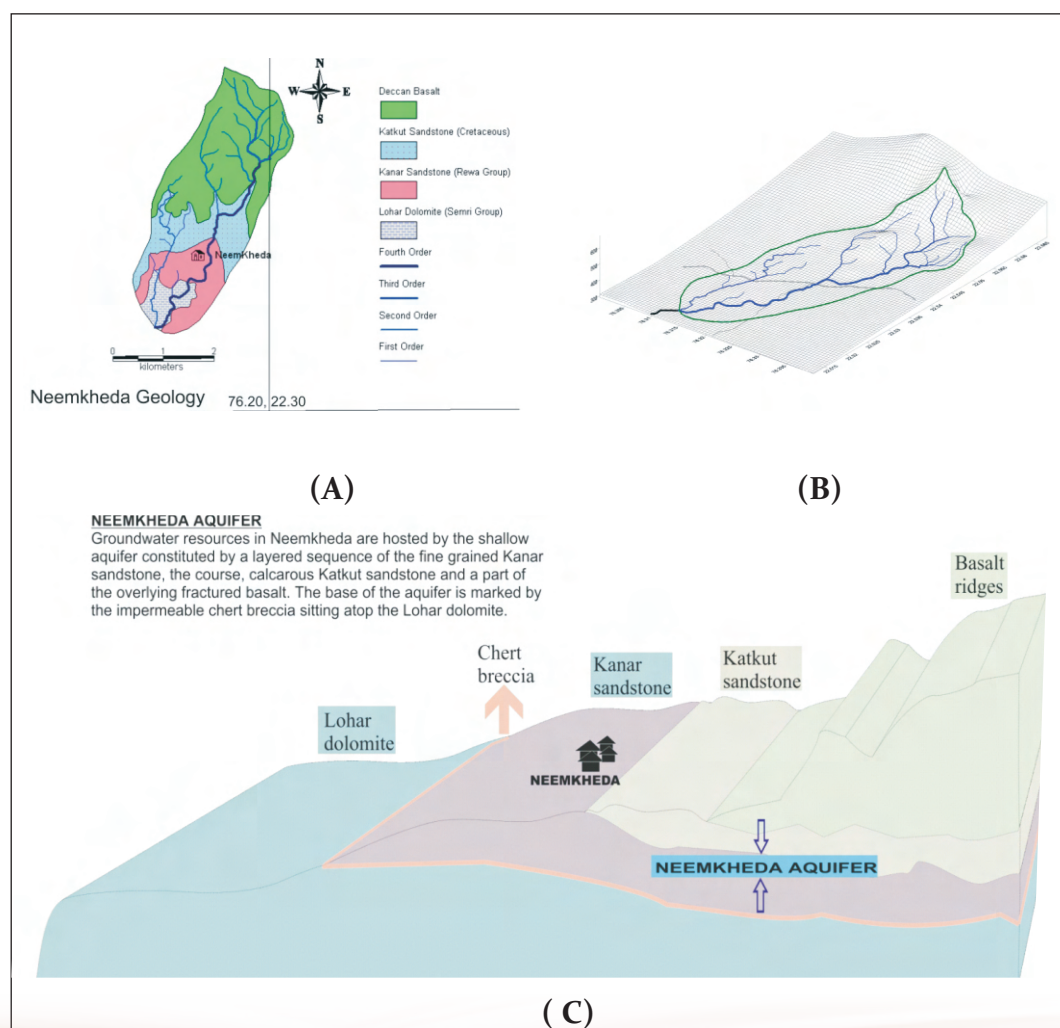 N
W E
S
Deccan Basalt
Katkut Sandstone (Cretaceous)
Kanar Sandstone (Rewa Group)
Lohar Dolomite (Semri Group)
NeemKheda
Fourth Order
Third Order
Second Order
First Order
0 1 2
kilometers
Neemkheda Geology 76.20, 22.30
(A)
(B)
NEEMKHEDA AQUIFER
Groundwater resources in Neemkheda are hosted by the shallow
aquifer constituted by a layered sequence of the fine grained Kanar
sandstone, the course, calcarous Katkut sandstone and a part of
the overlying fractured basalt. The base of the aquifer is marked by
the impermeable chert breccia sitting atop the Lohar dolomite.
Basalt
ridges
Chert
breccia
Kanar
sandstone
Katkut
sandstone
Lohar
dolomite
NEEMKHEDA
NEEMKHEDA AQUIFER
( C)